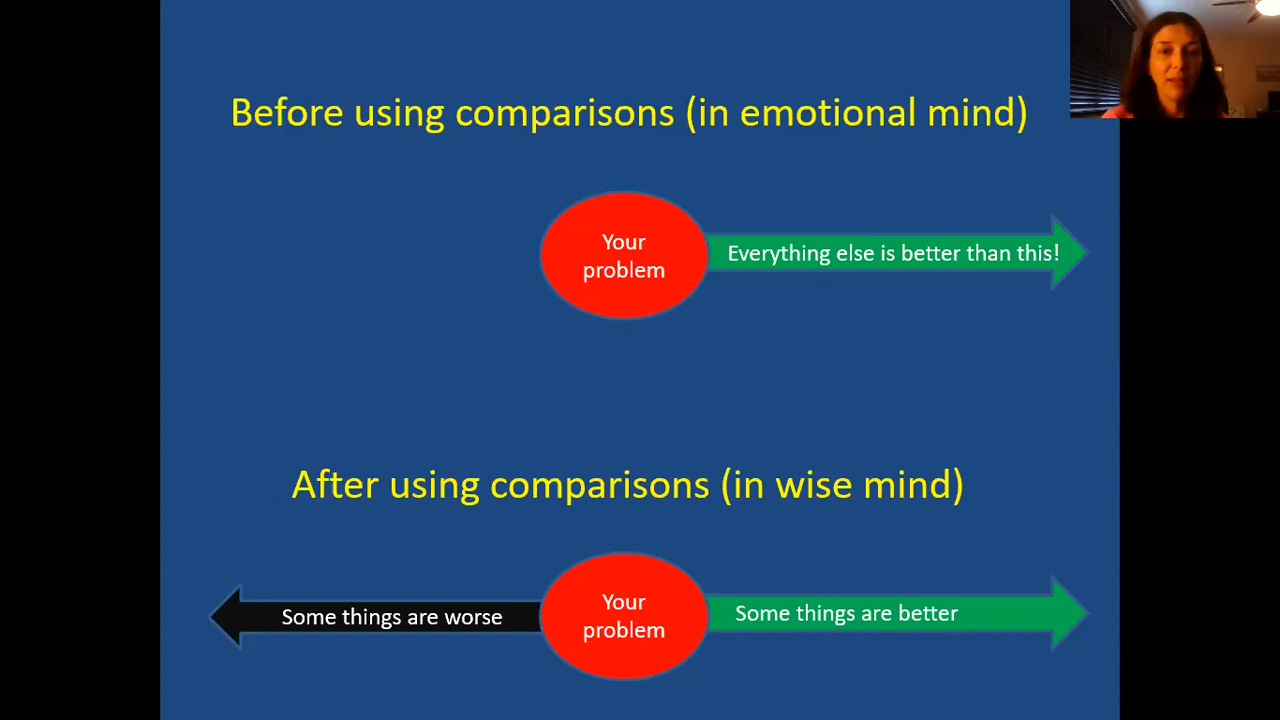 Before using comparisons (in emotional mind)
Your
problem
Everything else is better than this!
After using comparisons (in wise mind)
Some things are worse
Your
problem
Some things are better